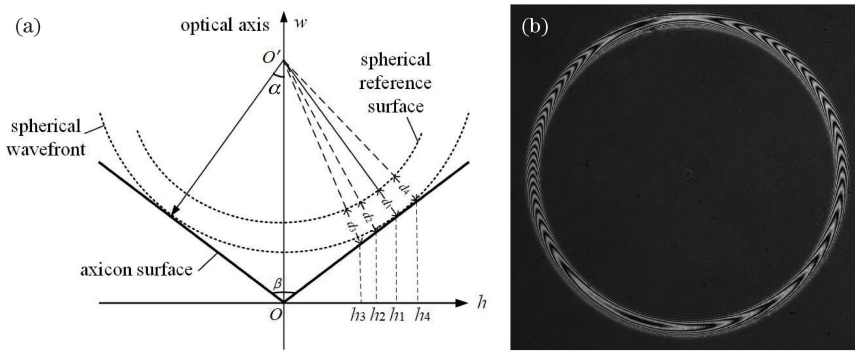 (a)
optical axis
w
O′
α
spherical
reference
surface
spherical
wavefront
d₃
d₂
d₁
d₄
axicon surface
β
O
h₃ h₂ h₁ h₄
h
(b)